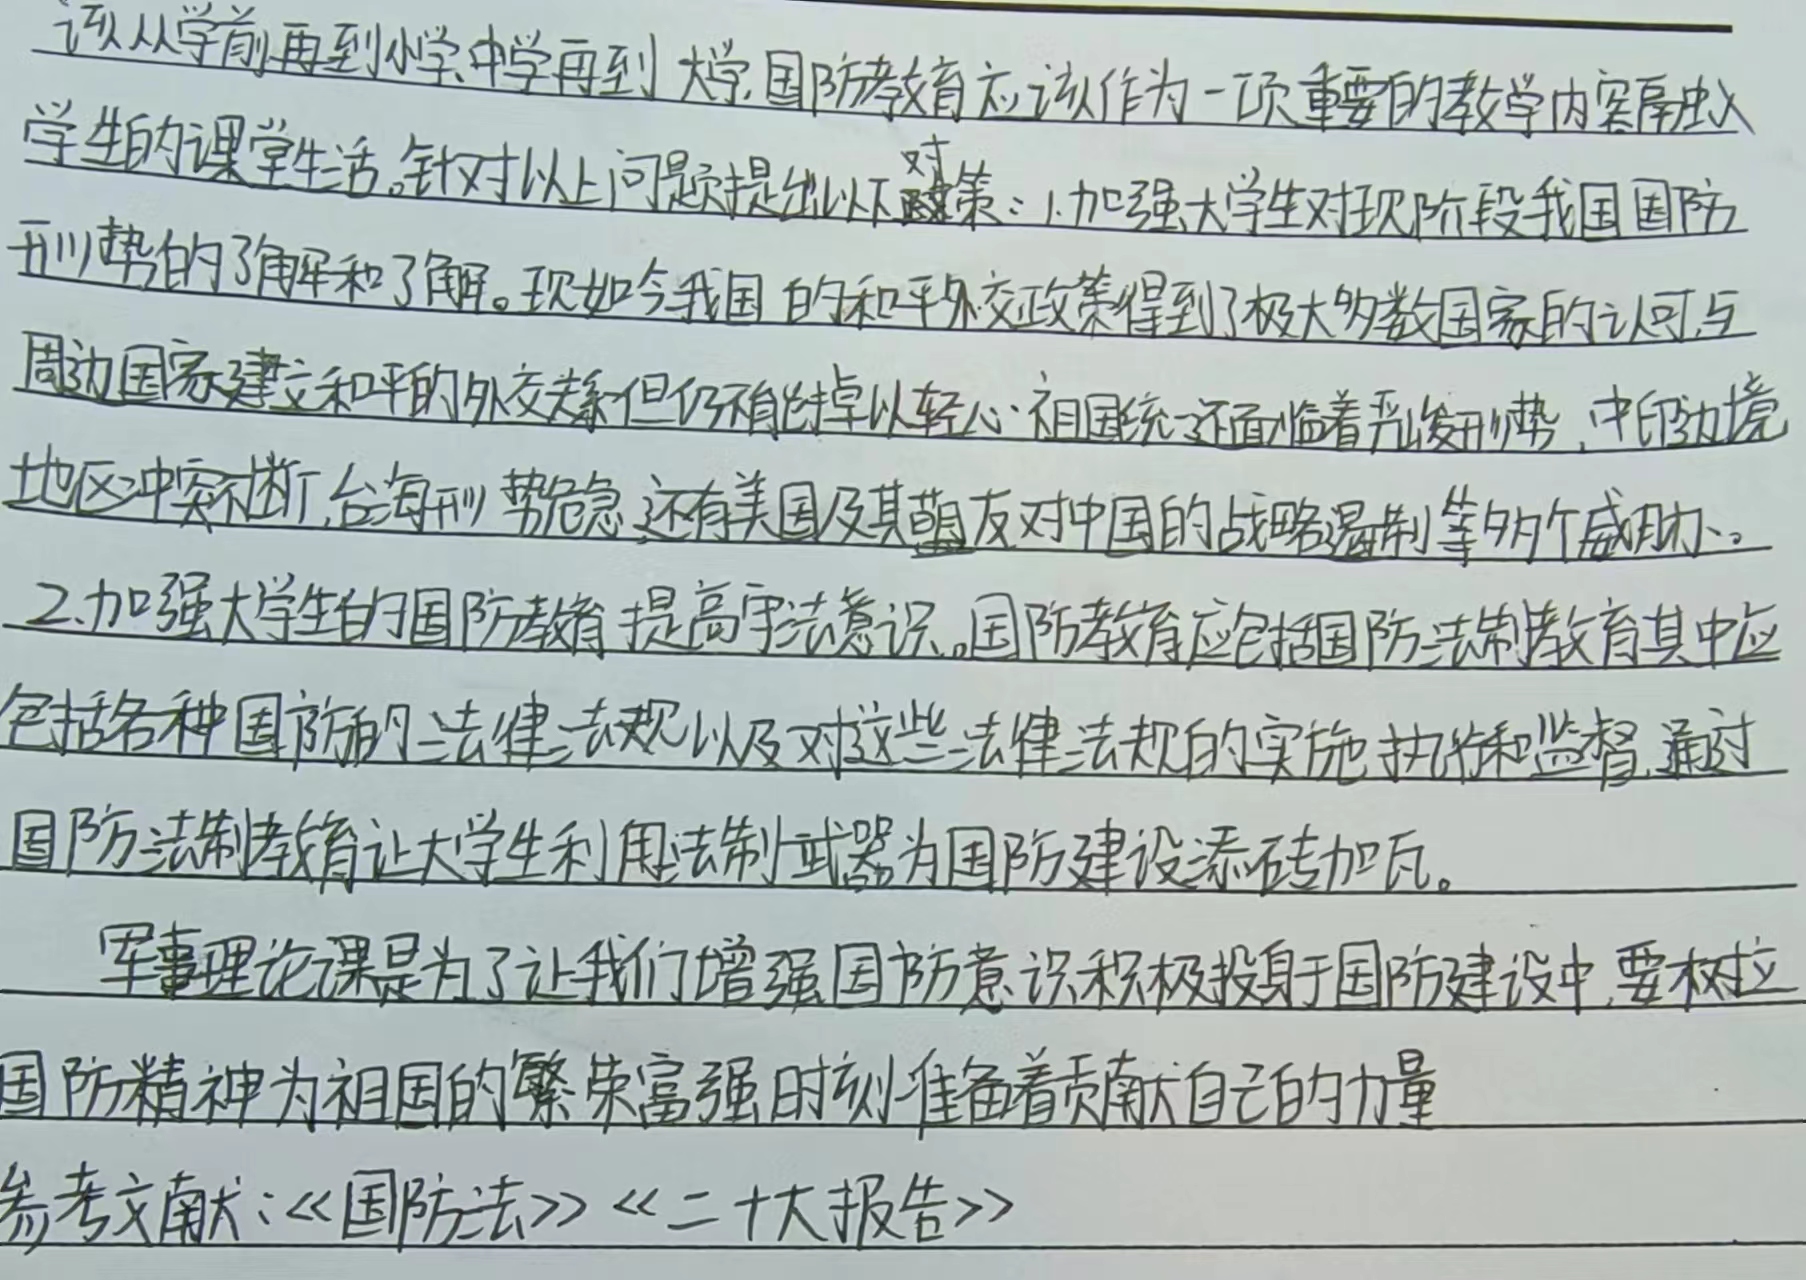 该从学前再到小学、中学再到大学,国防教育应该作为一项重要的教学内容融入
学生的课堂生活。针对以上问题提出以下对策：1.加强大学生对现阶段我国国防
形势的了解和了解。现如今我国的和平外交政策得到了极大多数国家的认可,与
周边国家建立和平的外交关系但仍不能掉以轻心.祖国统一还面临着严峻形势,中印边境
地区冲突不断,台海形势危急,还有美国及其盟友对中国的战略遏制等多个威胁。
2.加强大学生的国防教育提高守法意识。国防教育应包括国防法制教育其中应
包括各种国防的法律法规以及对这些法律法规的实施执行和监督,通过
国防法制教育让大学生利用法制武器为国防建设添砖加瓦。
军事理论课是为了让我们增强国防意识积极投身于国防建设中,要树立
国防精神为祖国的繁荣富强时刻准备着贡献自己的力量
参考文献：<<国防法>> <<二十大报告>>